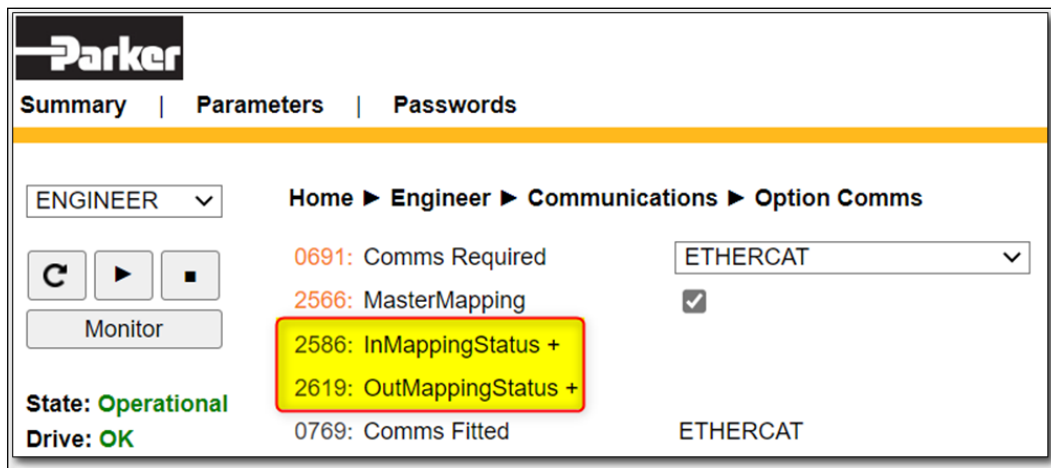 Parker
Summary | Parameters | Passwords
ENGINEER
Home ► Engineer ► Communications ► Option Comms
0691: Comms Required ETHERCAT
2566: MasterMapping
Monitor
2586: InMappingStatus +
2619: OutMappingStatus +
State: Operational
Drive: OK
0769: Comms Fitted ETHERCAT